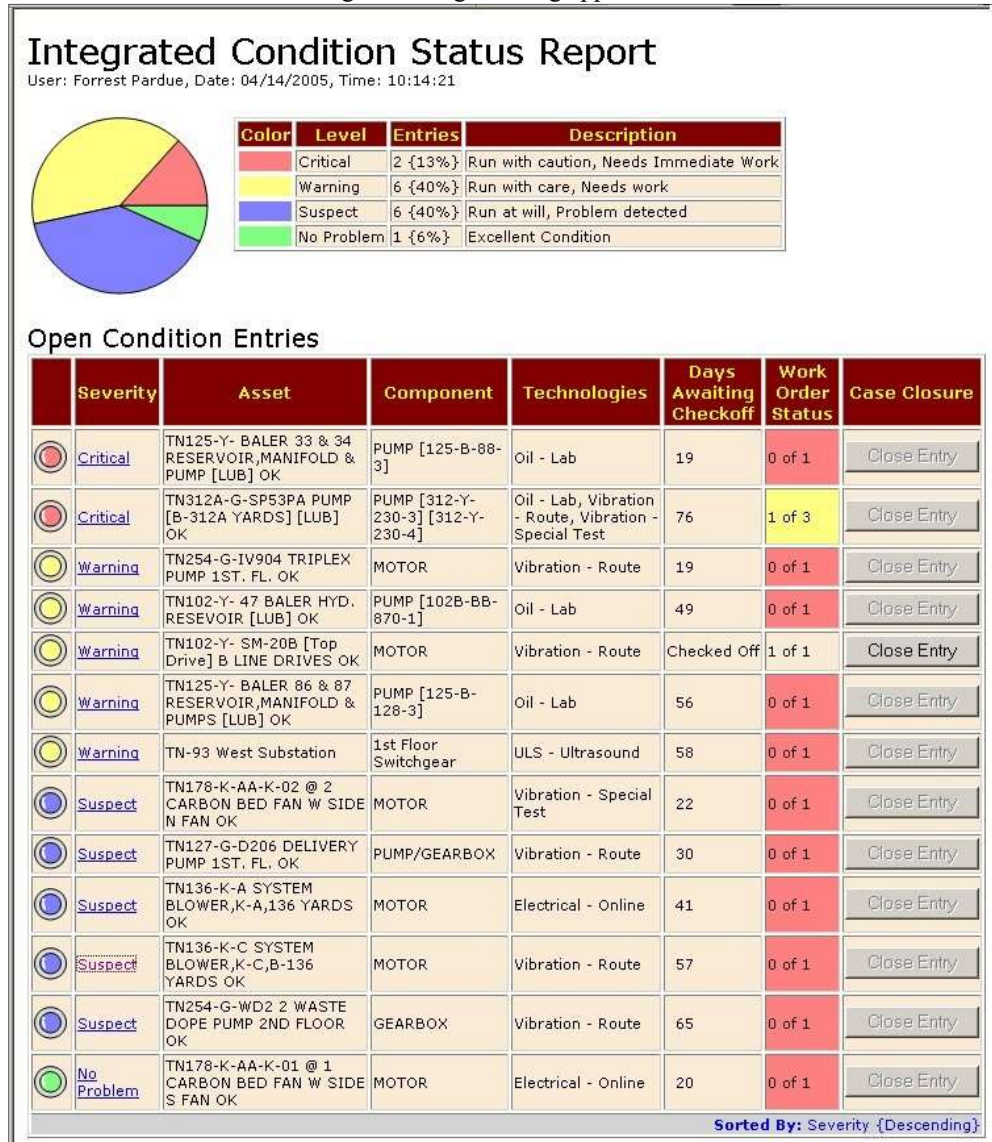 Integrated Condition Status Report
User: Forrest Pardue, Date: 04/14/2005, Time: 10:14:21
Color Level Entries Description
Critical 2 {13%} Run with caution, Needs Immediate Work
Warning 6 {40%} Run with care, Needs work
Suspect 6 {40%} Run at will, Problem detected
No Problem 1 {6%} Excellent Condition
Open Condition Entries
Severity Asset Component Technologies Days Awaiting Checkoff Work Order Status Case Closure
Critical TN125-Y- BALER 33 & 34 RESERVOIR,MANIFOLD & PUMP [LUB] OK PUMP [125-B-88-3] Oil - Lab 19 0 of 1 Close Entry
Critical TN312A-G-SP53PA PUMP [B-312A YARDS] [LUB] OK PUMP [312-Y-230-3] [312-Y-230-4] Oil - Lab, Vibration - Route, Vibration - Special Test 76 1 of 3 Close Entry
Warning TN254-G-IV904 TRIPLEX PUMP 1ST. FL. OK MOTOR Vibration - Route 19 0 of 1 Close Entry
Warning TN102-Y- 47 BALER HYD. RESEVOIR [LUB] OK PUMP [102B-BB-870-1] Oil - Lab 49 0 of 1 Close Entry
Warning TN102-Y- SM-20B [Top Drive] B LINE DRIVES OK MOTOR Vibration - Route Checked Off 1 of 1 Close Entry
Warning TN125-Y- BALER 86 & 87 RESERVOIR,MANIFOLD & PUMPS [LUB] OK PUMP [125-B-128-3] Oil - Lab 56 0 of 1 Close Entry
Warning TN-93 West Substation 1st Floor Switchgear ULS - Ultrasound 58 0 of 1 Close Entry
Suspect TN178-K-AA-K-02 @ 2 CARBON BED FAN W SIDE N FAN OK MOTOR Vibration - Special Test 22 0 of 1 Close Entry
Suspect TN127-G-D206 DELIVERY PUMP 1ST. FL. OK PUMP/GEARBOX Vibration - Route 30 0 of 1 Close Entry
Suspect TN136-K-A SYSTEM BLOWER,K-A,136 YARDS OK MOTOR Electrical - Online 41 0 of 1 Close Entry
Suspect TN136-K-C SYSTEM BLOWER,K-C,B-136 YARDS OK MOTOR Vibration - Route 57 0 of 1 Close Entry
Suspect TN254-G-WD2 2 WASTE DOPE PUMP 2ND FLOOR OK GEARBOX Vibration - Route 65 0 of 1 Close Entry
No Problem TN178-K-AA-K-01 @ 1 CARBON BED FAN W SIDE S FAN OK MOTOR Electrical - Online 20 0 of 1 Close Entry
Sorted By: Severity {Descending}